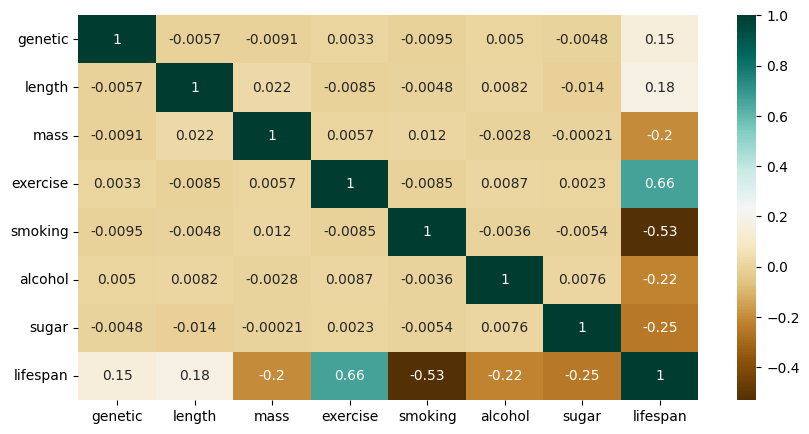 genetic 1 -0.0057 -0.0091 0.0033 -0.0095 0.005 -0.0048 0.15
length -0.0057 1 0.022 -0.0085 -0.0048 0.0082 -0.014 0.18
mass -0.0091 0.022 1 0.0057 0.012 -0.0028 -0.00021 -0.2
exercise 0.0033 -0.0085 0.0057 1 -0.0085 0.0087 0.0023 0.66
smoking -0.0095 -0.0048 0.012 -0.0085 1 -0.0036 -0.0054 -0.53
alcohol 0.005 0.0082 -0.0028 0.0087 -0.0036 1 0.0076 -0.22
sugar -0.0048 -0.014 -0.00021 0.0023 -0.0054 0.0076 1 -0.25
lifespan 0.15 0.18 -0.2 0.66 -0.53 -0.22 -0.25 1
genetic length mass exercise smoking alcohol sugar lifespan
1.0
0.8
0.6
0.4
0.2
0.0
−0.2
−0.4